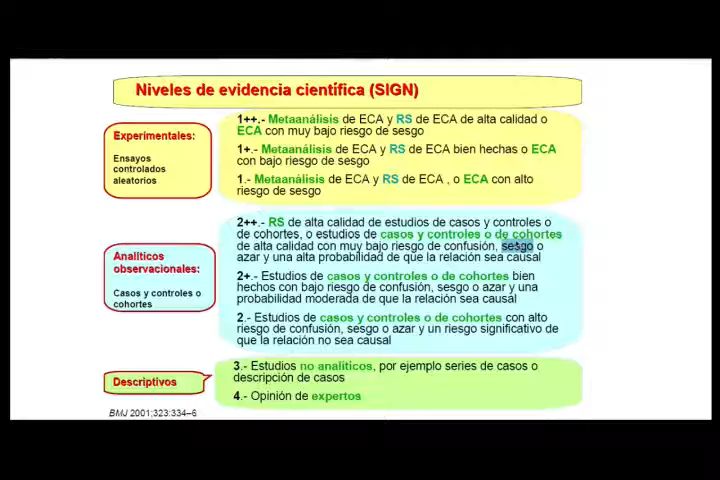 Niveles de evidencia científica (SIGN)
Experimentales:
Ensayos
controlados
aleatorios
1++.- Metaanálisis de ECA y RS de ECA de alta calidad o
ECA con muy bajo riesgo de sesgo
1+.- Metaanálisis de ECA y RS de ECA bien hechas o ECA
con bajo riesgo de sesgo
1.- Metaanálisis de ECA y RS de ECA , o ECA con alto
riesgo de sesgo
Analíticos
observacionales:
Casos y controles o
cohortes
2++.- RS de alta calidad de estudios de casos y controles o
de cohortes, o estudios de casos y controles o de cohortes
de alta calidad con muy bajo riesgo de confusión, sesgo o
azar y una alta probabilidad de que la relación sea causal
2+.- Estudios de casos y controles o de cohortes bien
hechos con bajo riesgo de confusión, sesgo o azar y una
probabilidad moderada de que la relación sea causal
2.- Estudios de casos y controles o de cohortes con alto
riesgo de confusión, sesgo o azar y un riesgo significativo de
que la relación no sea causal
Descriptivos
3.- Estudios no analíticos, por ejemplo series de casos o
descripción de casos
4.- Opinión de expertos
BMJ 2001;323:334–6